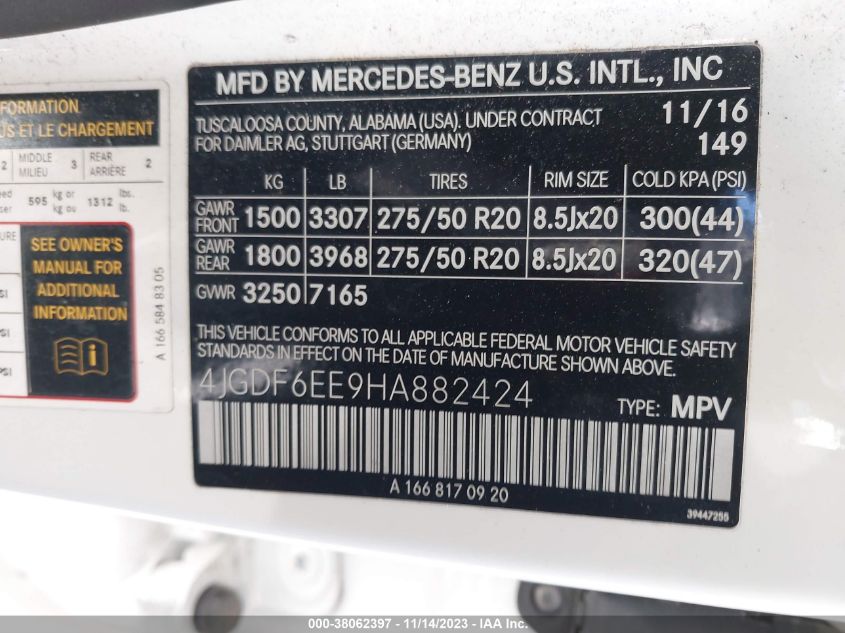 FORMATION
US ET LE CHARGEMENT
2 MIDDLE MILIEU 3 REAR ARRIÈRE 2
595 kg or kg ou 1312 lbs. lb.
SEE OWNER'S
MANUAL FOR
ADDITIONAL
INFORMATION
A 166 584 83 05
MFD BY MERCEDES-BENZ U.S. INTL., INC
TUSCALOOSA COUNTY, ALABAMA (USA). UNDER CONTRACT 11/16
FOR DAIMLER AG, STUTTGART (GERMANY) 149
KG LB TIRES RIM SIZE COLD KPA(PSI)
GAWR FRONT 1500 3307 275/50 R20 8.5Jx20 300(44)
GAWR REAR 1800 3968 275/50 R20 8.5Jx20 320(47)
GVWR 3250 7165
THIS VEHICLE CONFORMS TO ALL APPLICABLE FEDERAL MOTOR VEHICLE SAFETY
STANDARDS IN EFFECT ON THE DATE OF MANUFACTURE SHOWN ABOVE.
4JGDF6EE9HA882424
TYPE: MPV
A 166 817 09 20
39447255
000-38062397 - 11/14/2023 - IAA Inc.